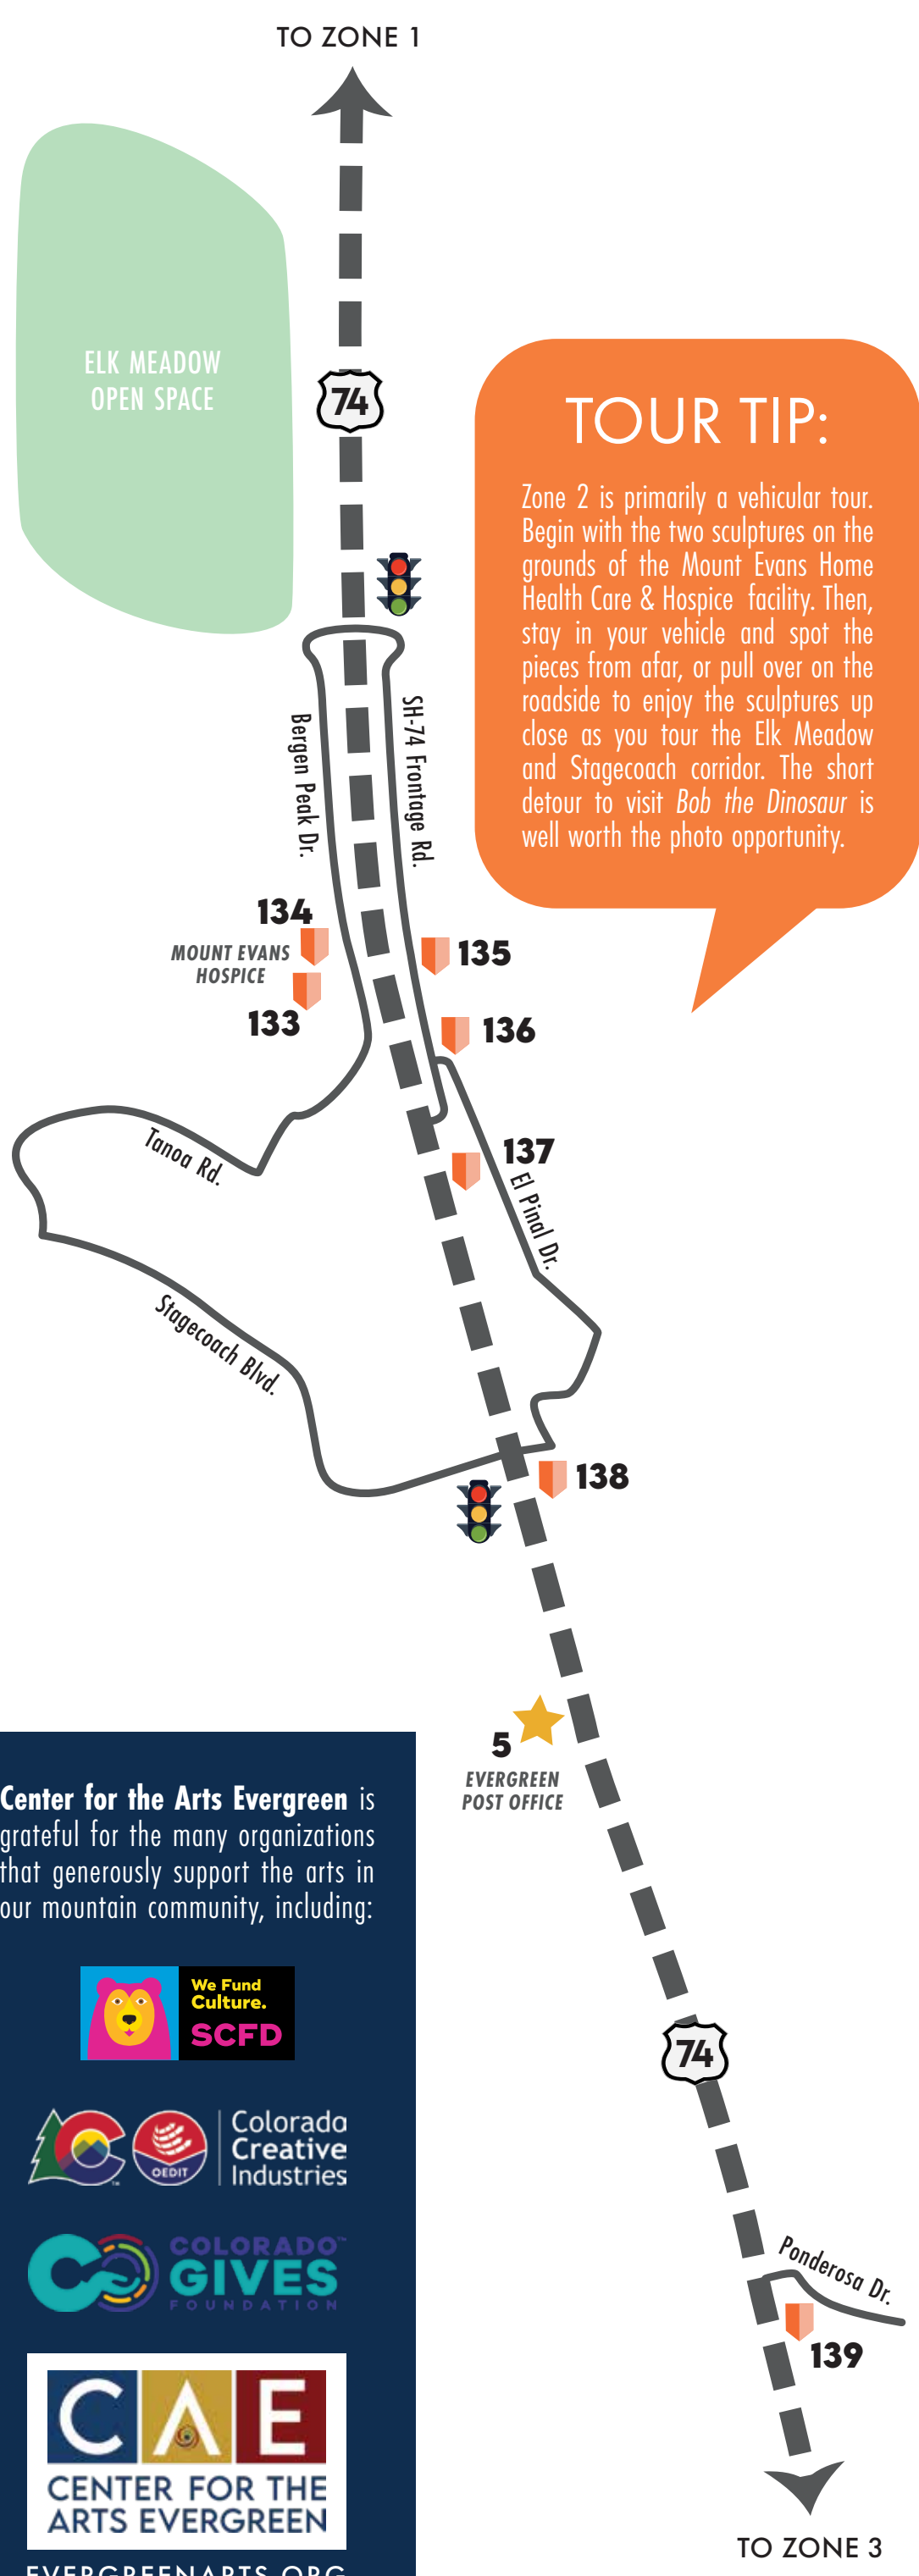 TO ZONE 1
ELK MEADOW
OPEN SPACE
74
TOUR TIP:
Zone 2 is primarily a vehicular tour.
Begin with the two sculptures on the
grounds of the Mount Evans Home
Health Care & Hospice facility. Then,
stay in your vehicle and spot the
pieces from afar, or pull over on the
roadside to enjoy the sculptures up
close as you tour the Elk Meadow
and Stagecoach corridor. The short
detour to visit Bob the Dinosaur is
well worth the photo opportunity.
Bergen Peak Dr.
SH-74 Frontage Rd.
134
MOUNT EVANS
HOSPICE
133
135
136
137
Tanoa Rd.
El Pinal Dr.
Stagecoach Blvd.
138
5
EVERGREEN
POST OFFICE
Center for the Arts Evergreen is
grateful for the many organizations
that generously support the arts in
our mountain community, including:
We Fund
Culture.
SCFD
OEDIT
Colorado
Creative
Industries
COLORADO
GIVES
FOUNDATION
CAE
CENTER FOR THE
ARTS EVERGREEN
EVERGREENARTS.ORG
74
Ponderosa Dr.
139
TO ZONE 3